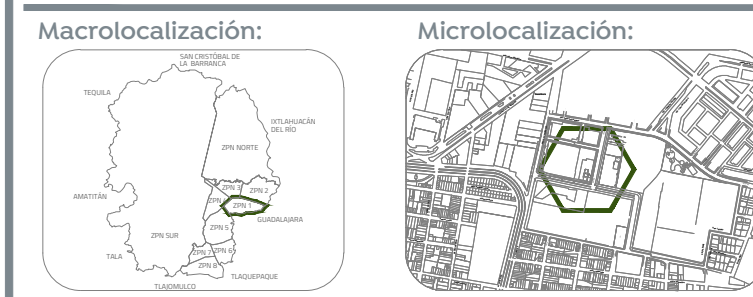 Macrolocalización:
Microlocalización:
SAN CRISTÓBAL DE
LA BARRANCA
TEQUILA
IXTLAHUACÁN
DEL RÍO
ZPN NORTE
ZPN 3
ZPN 2
AMATITÁN
ZPN
ZPN 1
GUADALAJARA
ZPN 5
ZPN SUR
ZPN 7
ZPN 6
TALA
ZPN 8
TLAQUEPAQUE
TLAJOMULCO